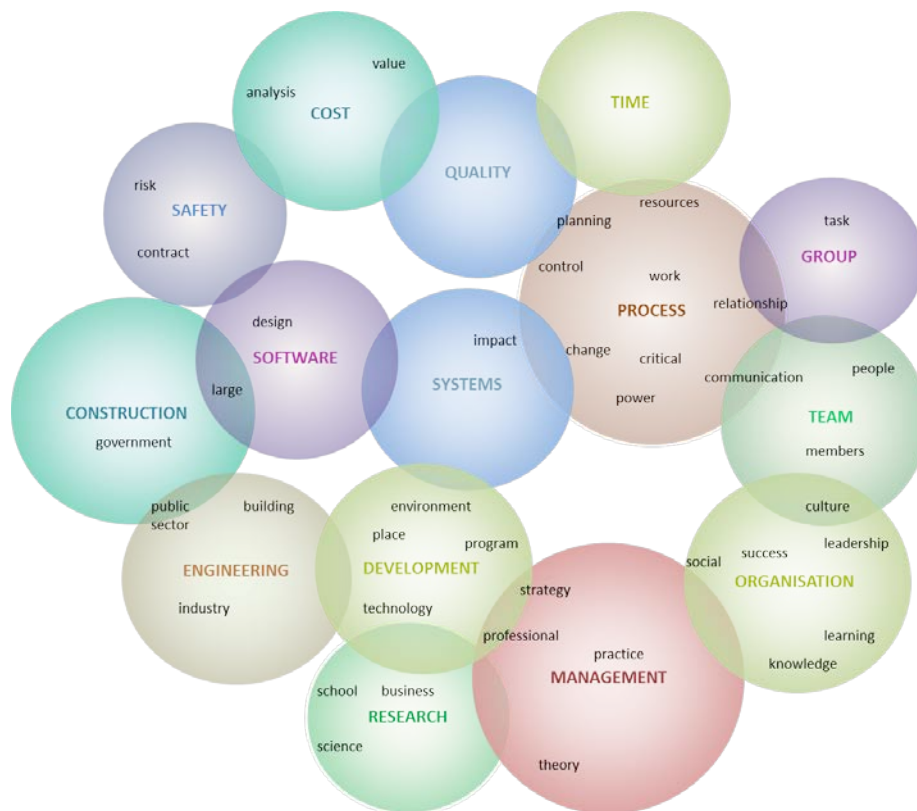 value
analysis
COST
TIME
QUALITY
risk
SAFETY
contract
resources
planning
control
work
PROCESS
relationship
change
critical
communication
power
task
GROUP
design
SOFTWARE
large
impact
SYSTEMS
people
TEAM
members
CONSTRUCTION
government
public
sector
building
ENGINEERING
industry
environment
place
program
DEVELOPMENT
technology
strategy
professional
practice
MANAGEMENT
theory
culture
leadership
success
social
ORGANISATION
learning
knowledge
school
business
RESEARCH
science